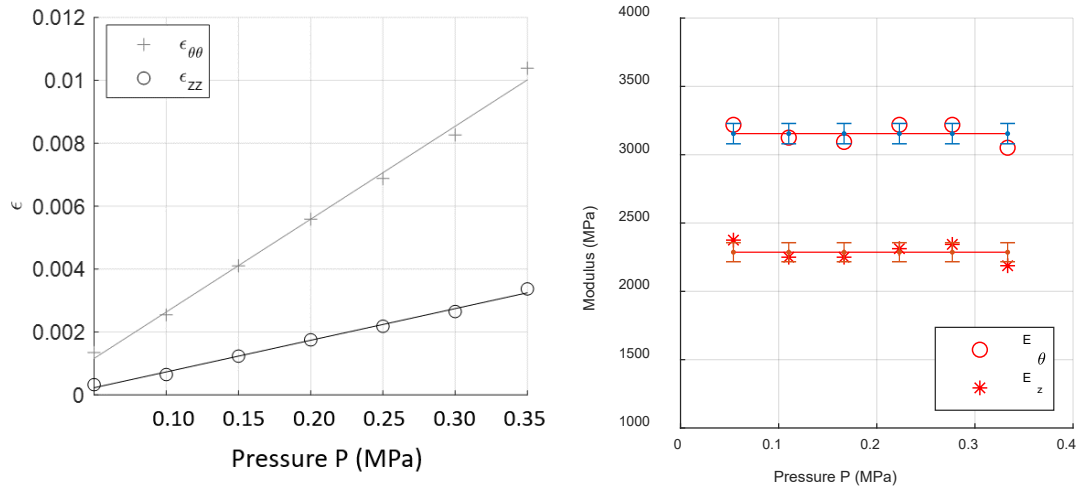 0.012
0.01
0.008
0.006
0.004
0.002
0
ϵ
ϵθθ
ϵzz
0.10 0.15 0.20 0.25 0.30 0.35
Pressure P (MPa)
4000
3500
3000
2500
2000
1500
1000
Modulus (MPa)
E θ
E z
0 0.1 0.2 0.3 0.4
Pressure P (MPa)